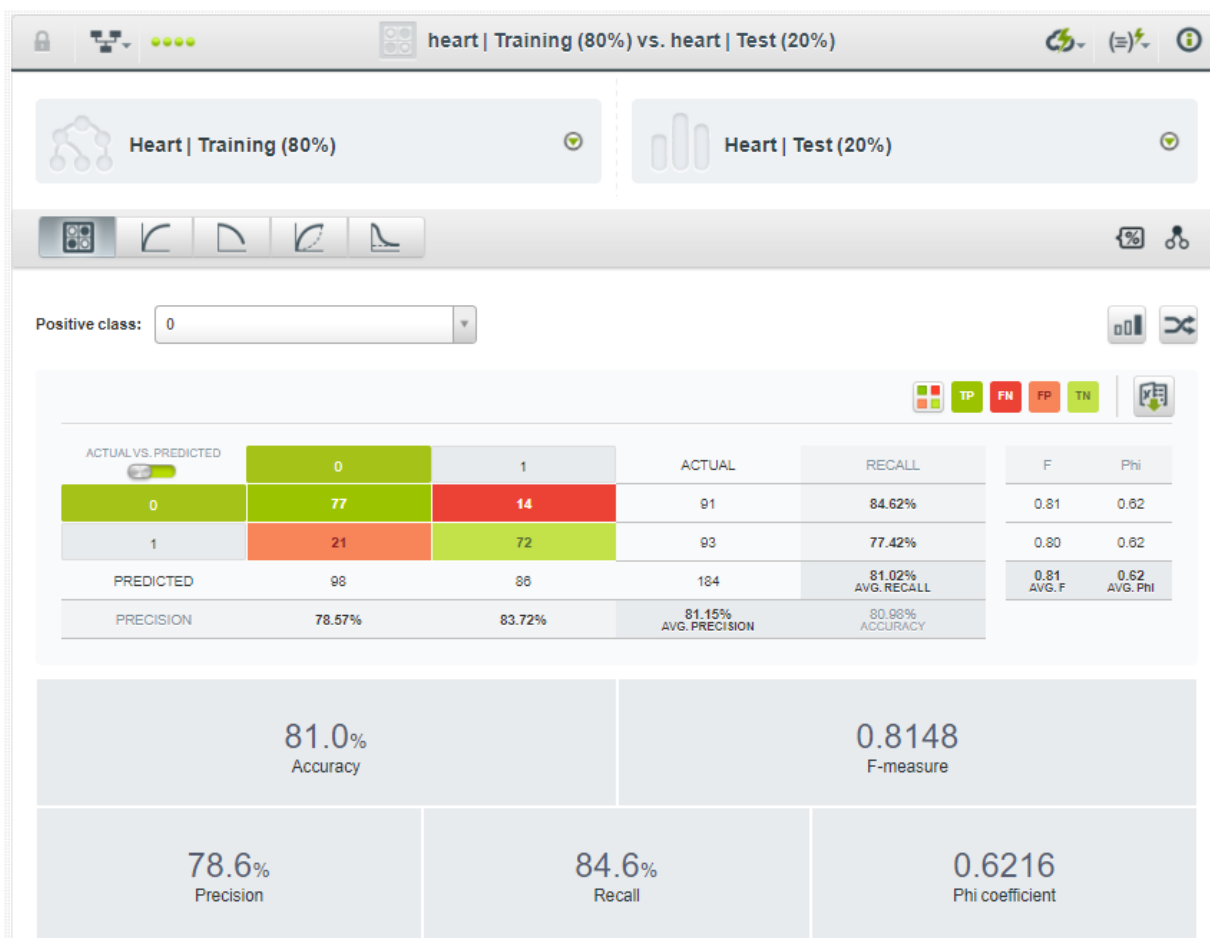 heart | Training (80%) vs. heart | Test (20%)
Heart | Training (80%)
Heart | Test (20%)
Positive class: 0
TP FN FP TN
ACTUAL VS. PREDICTED 0 1 ACTUAL RECALL F Phi
0 77 14 91 84.62% 0.81 0.62
1 21 72 93 77.42% 0.80 0.62
PREDICTED 98 86 184 81.02% AVG. RECALL 0.81 AVG. F 0.62 AVG. Phi
PRECISION 78.57% 83.72% 81.15% AVG. PRECISION 80.98% ACCURACY
81.0% 0.8148
Accuracy F-measure
78.6% 84.6% 0.6216
Precision Recall Phi coefficient